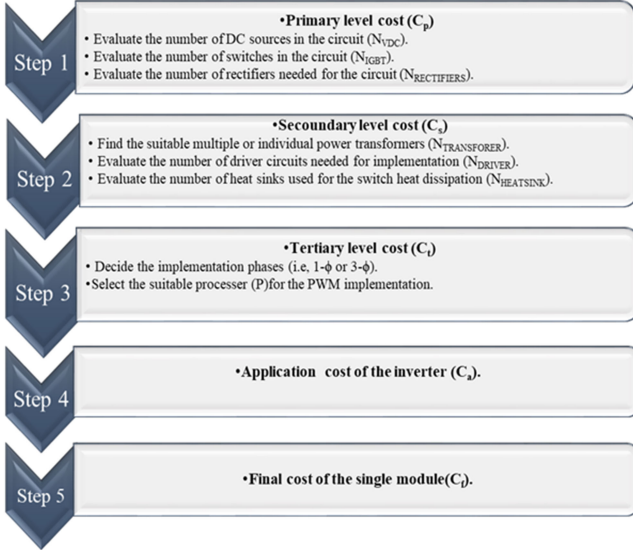 Step 1
•Primary level cost (Cp)
• Evaluate the number of DC sources in the circuit (NVDC).
• Evaluate the number of switches in the circuit (NIGBT).
• Evaluate the number of rectifiers needed for the circuit (NRECTIFIERS).
Step 2
•Secoundary level cost (Cs)
• Find the suitable multiple or individual power transformers (NTRANSFORER).
• Evaluate the number of driver circuits needed for implementation (NDRIVER).
• Evaluate the number of heat sinks used for the switch heat dissipation (NHEATSINK).
Step 3
•Tertiary level cost (Ct)
• Decide the implementation phases (i.e, 1-ϕ or 3-ϕ).
•Select the suitable processer (P)for the PWM implementation.
Step 4
•Application cost of the inverter (Ca).
Step 5
•Final cost of the single module(Cf).